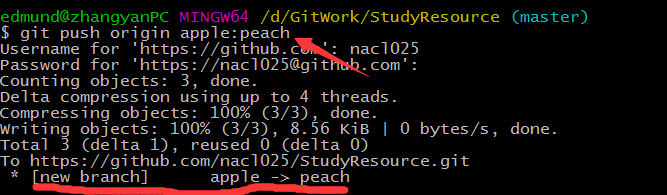 edmund@zhangyanPC MINGW64 /d/GitWork/StudyResource (master)
$ git push origin apple:peach
Username for 'https://github.com': nacl025
Password for 'https://nacl025@github.com':
Counting objects: 3, done.
Delta compression using up to 4 threads.
Compressing objects: 100% (3/3), done.
Writing objects: 100% (3/3), 8.56 KiB | 0 bytes/s, done.
Total 3 (delta 1), reused 0 (delta 0)
To https://github.com/nacl025/StudyResource.git
 * [new branch]      apple -> peach